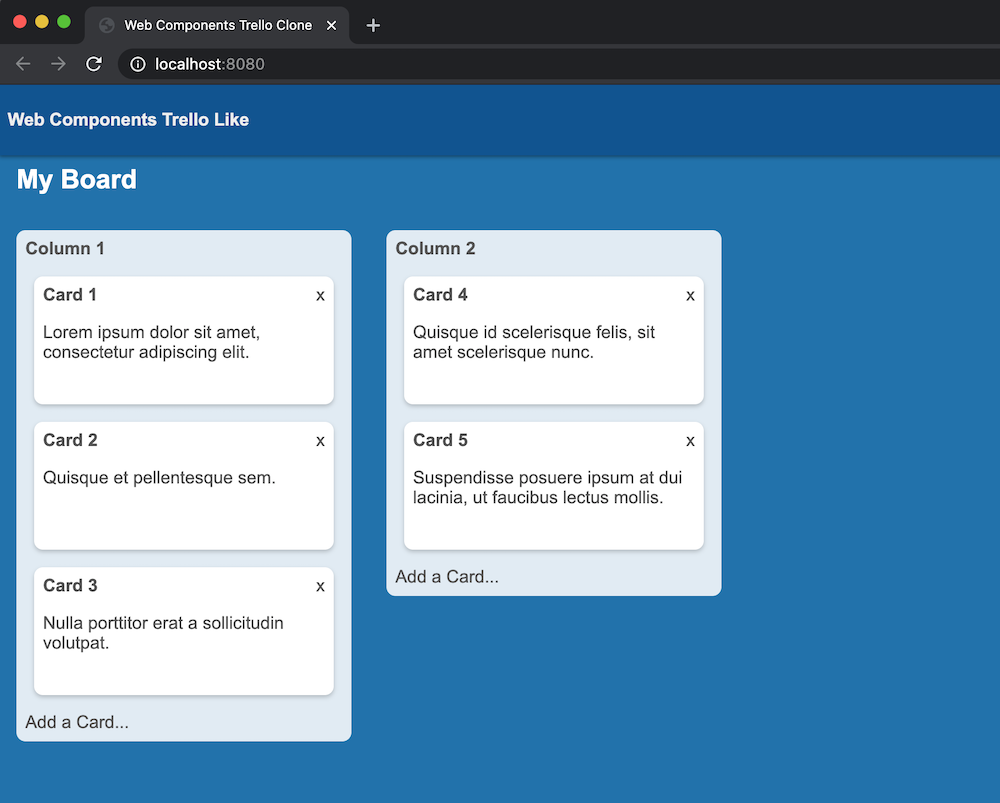 Web Components Trello Clone
localhost:8080
Web Components Trello Like
My Board
Column 1
Card 1 x
Lorem ipsum dolor sit amet,
consectetur adipiscing elit.
Card 2 x
Quisque et pellentesque sem.
Card 3 x
Nulla porttitor erat a sollicitudin
volutpat.
Add a Card...
Column 2
Card 4 x
Quisque id scelerisque felis, sit
amet scelerisque nunc.
Card 5 x
Suspendisse posuere ipsum at dui
lacinia, ut faucibus lectus mollis.
Add a Card...